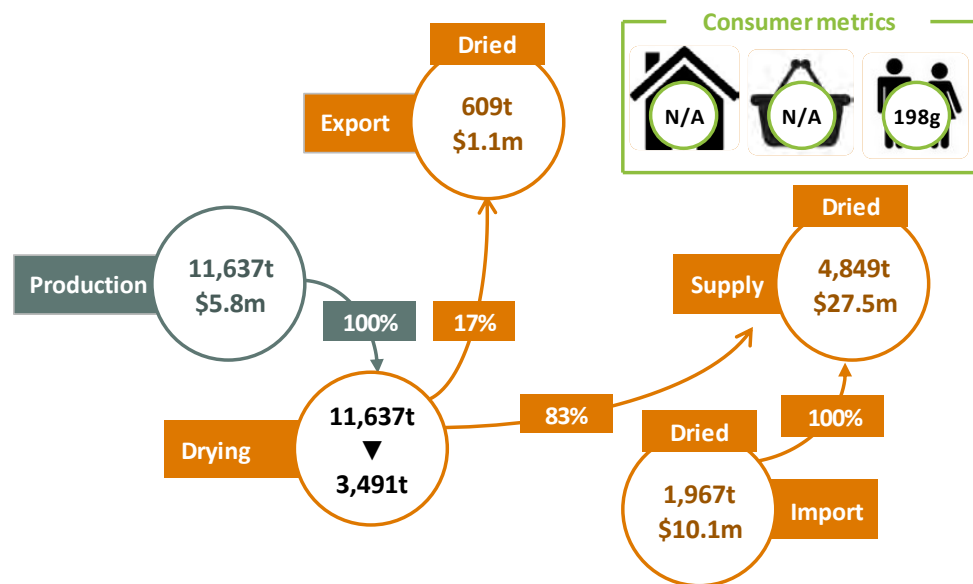 Consumer metrics
N/A
N/A
198g
Dried
Export
609t
$1.1m
Production
11,637t
$5.8m
100%
17%
Dried
Supply
4,849t
$27.5m
Drying
11,637t
▼
3,491t
83%
100%
Dried
1,967t
$10.1m
Import